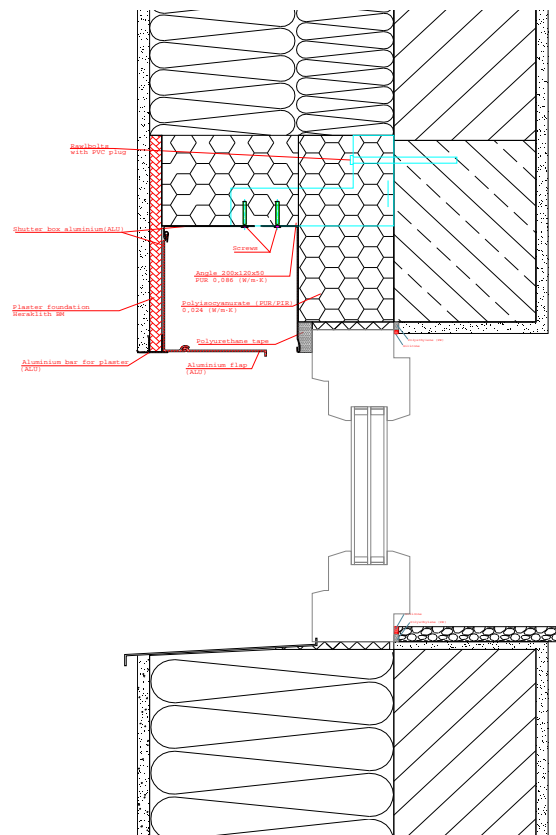 Rawlbolts
with PVC plug
Shutter box aluminium(ALU)
Screws
Angle 200x120x50
PUR 0,086 (W/m·K)
Polyisocyanurate (PUR/PIR)
0,024 (W/m·K)
Plaster foundation
Heraklith BM
Polyurethane tape
Aluminium bar for plaster
(ALU)
Aluminium flap
(ALU)